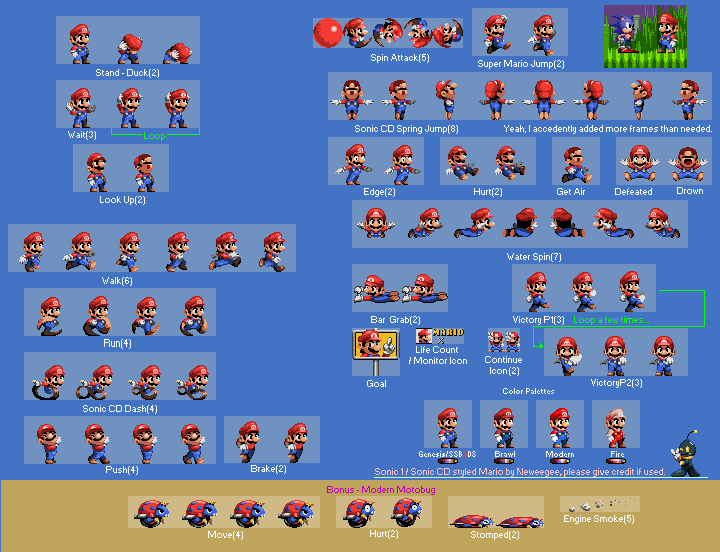 Spin Attack(5)
Super Mario Jump(2)
Stand - Duck(2)
Wait(3)
Loop
Sonic CD Spring Jump(8)
Yeah, I accedently added more frames than needed.
Look Up(2)
Edge(2)
Hurt(2)
Get Air
Defeated
Drown
Walk(6)
Water Spin(7)
Run(4)
Bar Grab(2)
Victory P1(3)
Loop a few times...
MARIO
X
Life Count
/ Monitor Icon
Continue
Icon(2)
Goal
VictoryP2(3)
Sonic CD Dash(4)
Color Palettes
Push(4)
Brake(2)
Genesis/SSB DS
Brawl
Modern
Fire
Sonic 1 / Sonic CD styled Mario by Neweegee, please give credit if used.
Bonus - Modern Motobug
Move(4)
Hurt(2)
Stomped(2)
Engine Smoke(5)